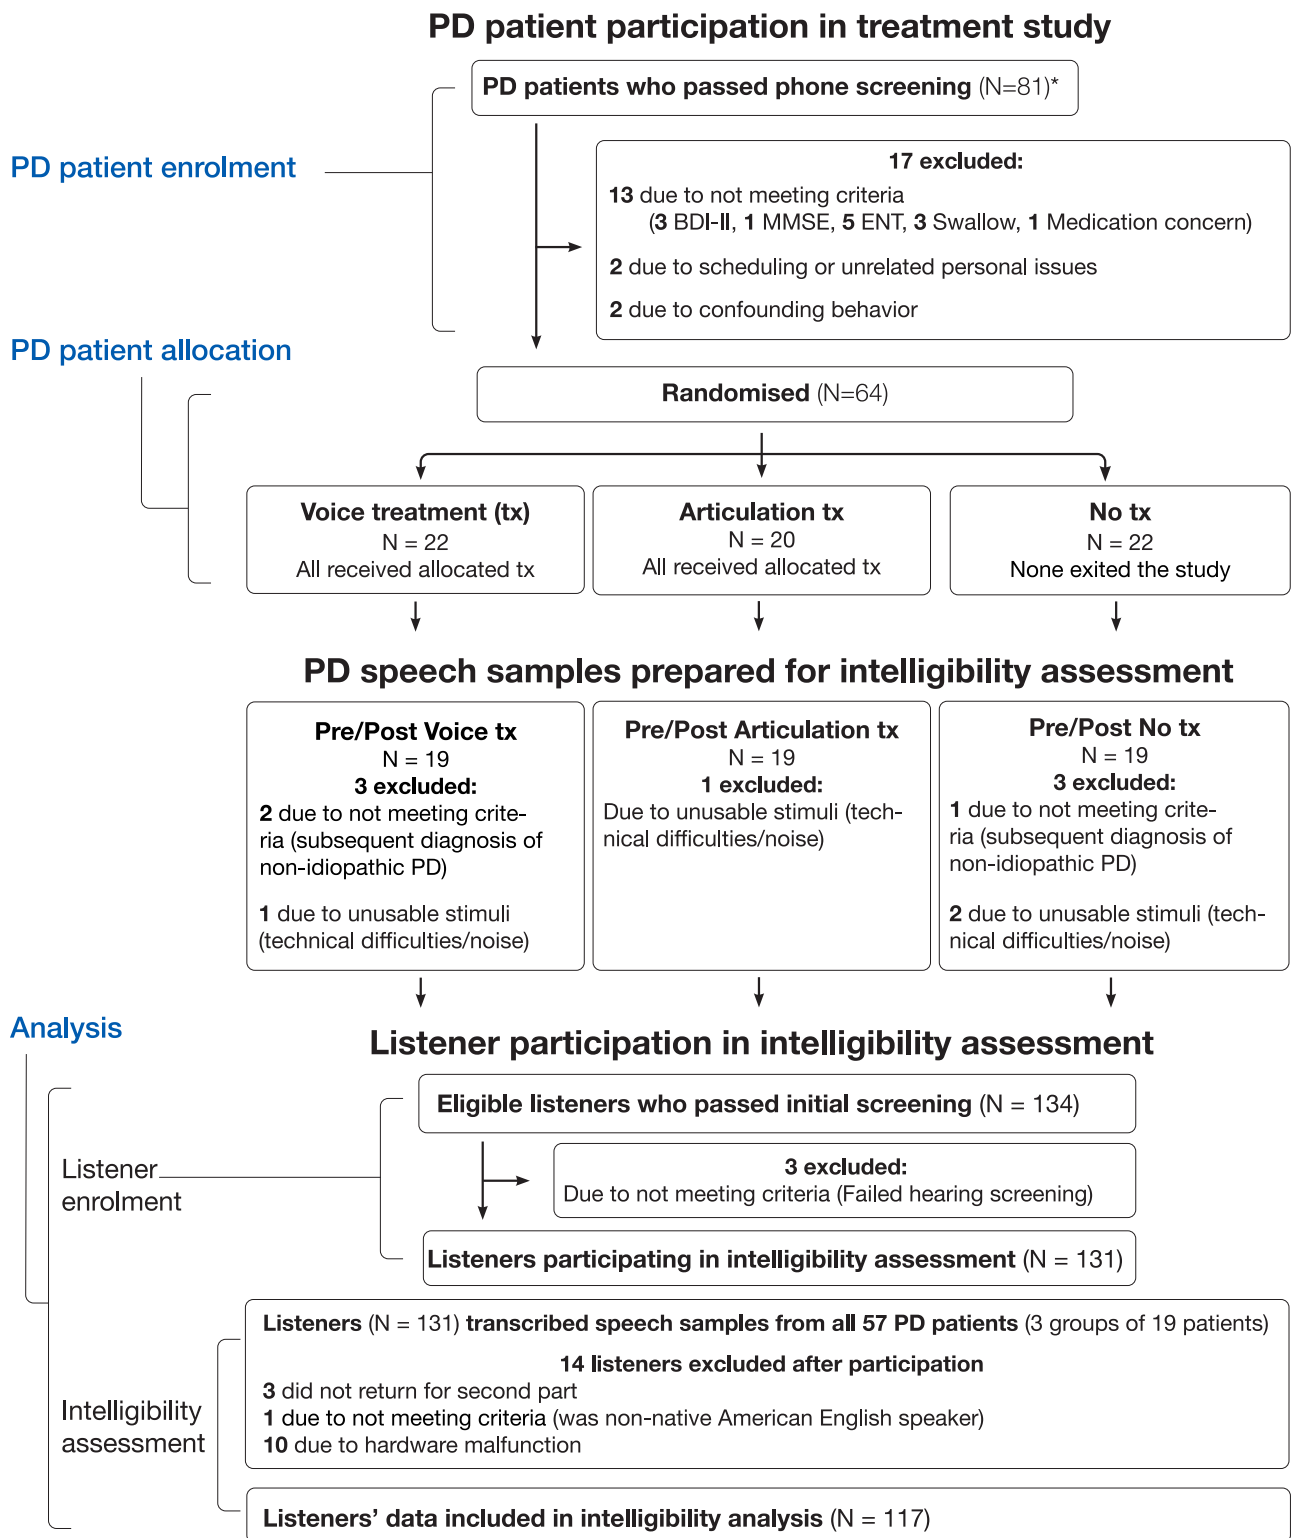 PD patient participation in treatment study
PD patients who passed phone screening (N=81)*
PD patient enrolment
17 excluded:
13 due to not meeting criteria
(3 BDI-II, 1 MMSE, 5 ENT, 3 Swallow, 1 Medication concern)
2 due to scheduling or unrelated personal issues
2 due to confounding behavior
PD patient allocation
Randomised (N=64)
Voice treatment (tx)
N = 22
All received allocated tx
Articulation tx
N = 20
All received allocated tx
No tx
N = 22
None exited the study
PD speech samples prepared for intelligibility assessment
Pre/Post Voice tx
N = 19
3 excluded:
2 due to not meeting crite-
ria (subsequent diagnosis of
non-idiopathic PD)
1 due to unusable stimuli
(technical difficulties/noise)
Pre/Post Articulation tx
N = 19
1 excluded:
Due to unusable stimuli (tech-
nical difficulties/noise)
Pre/Post No tx
N = 19
3 excluded:
1 due to not meeting crite-
ria (subsequent diagnosis of
non-idiopathic PD)
2 due to unusable stimuli (tech-
nical difficulties/noise)
Analysis
Listener participation in intelligibility assessment
Eligible listeners who passed initial screening (N = 134)
Listener
enrolment
3 excluded:
Due to not meeting criteria (Failed hearing screening)
Listeners participating in intelligibility assessment (N = 131)
Listeners (N = 131) transcribed speech samples from all 57 PD patients (3 groups of 19 patients)
14 listeners excluded after participation
3 did not return for second part
1 due to not meeting criteria (was non-native American English speaker)
10 due to hardware malfunction
Intelligibility
assessment
Listeners' data included in intelligibility analysis (N = 117)